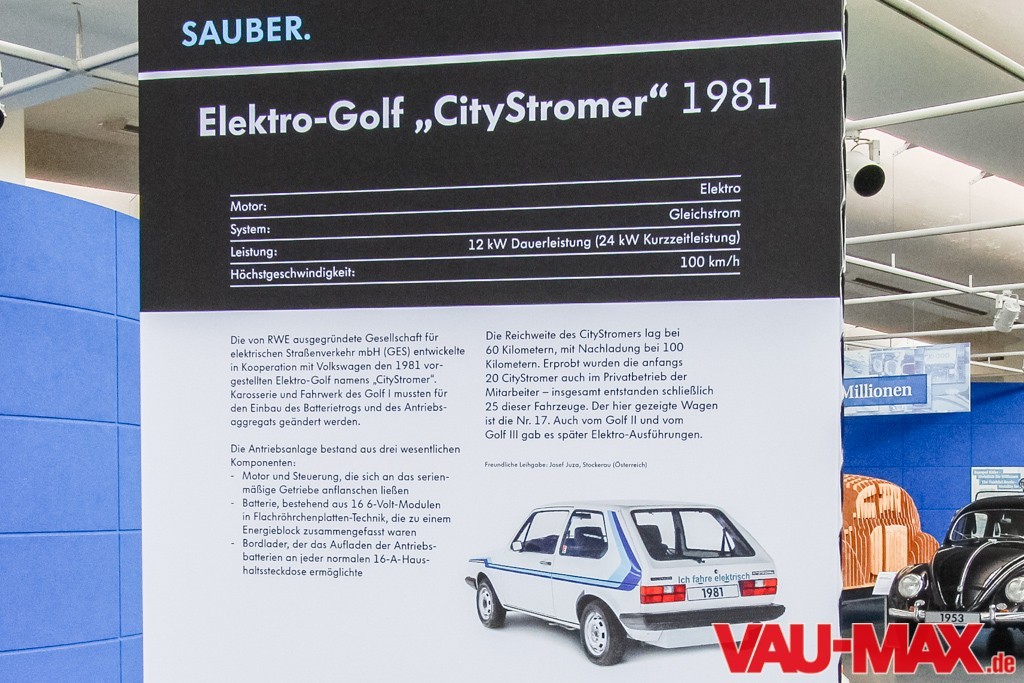 SAUBER.
Elektro-Golf „CityStromer“ 1981
Motor: Elektro
System: Gleichstrom
Leistung: 12 kW Dauerleistung (24 kW Kurzzeitleistung)
Höchstgeschwindigkeit: 100 km/h
Die von RWE ausgegründete Gesellschaft für
elektrischen Straßenverkehr mbH (GES) entwickelte
in Kooperation mit Volkswagen den 1981 vor-
gestellten Elektro-Golf namens „CityStromer“.
Karosserie und Fahrwerk des Golf I mussten für
den Einbau des Batterietrogs und des Antriebs-
aggregats geändert werden.
Die Antriebsanlage bestand aus drei wesentlichen
Komponenten:
- Motor und Steuerung, die sich an das serien-
mäßige Getriebe anflanschen ließen
- Batterie, bestehend aus 16 6-Volt-Modulen
in Flachröhrchenplatten-Technik, die zu einem
Energieblock zusammengefasst waren
- Bordlader, der das Aufladen der Antriebs-
batterien an jeder normalen 16-A-Haus-
haltssteckdose ermöglichte
Die Reichweite des CityStromers lag bei
60 Kilometern, mit Nachladung bei 100
Kilometern. Erprobt wurden die anfangs
20 CityStromer auch im Privatbetrieb der
Mitarbeiter – insgesamt entstanden schließlich
25 dieser Fahrzeuge. Der hier gezeigte Wagen
ist die Nr. 17. Auch vom Golf II und vom
Golf III gab es später Elektro-Ausführungen.
Freundliche Leihgabe: Josef Juza, Stockerau (Österreich)
Ich fahre elektrisch
1981
Millionen
1953
VAU-MAX.de